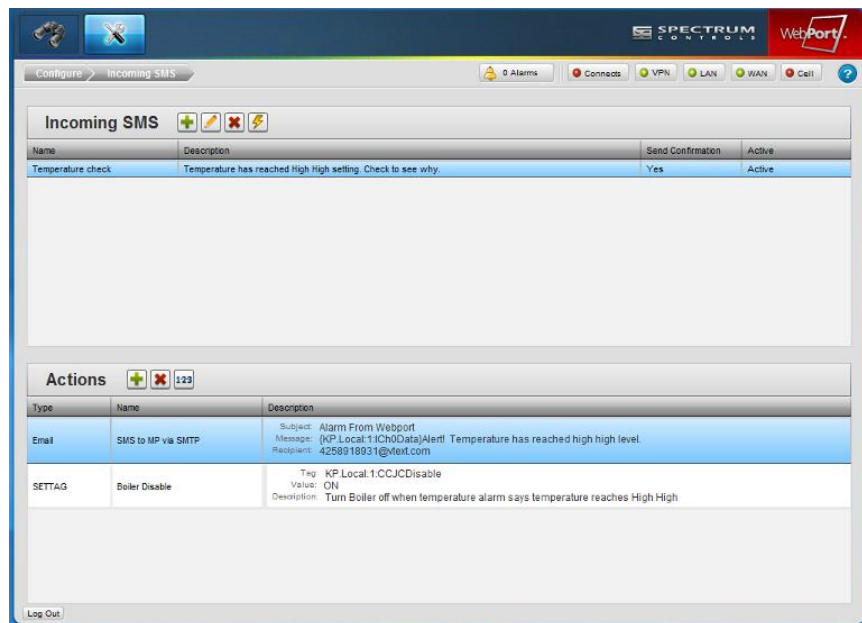 SPECTRUM
CONTROLS
WebPort.
Configure
Incoming SMS
0 Alarms
Connects
VPN
LAN
WAN
Cell
?
Incoming SMS
Name Description Send Confirmation Active
Temperature check Temperature has reached High High setting. Check to see why. Yes Active
Actions
123
Type Name Description
Email SMS to MP via SMTP
Subject: Alarm From Webport
Message: {KP.Local:1:ICh0Data}Alert! Temperature has reached high high level.
Recipient: 4258918931@vtext.com
SETTAG Boiler Disable
Tag: KP.Local:1:CCJCDisable
Value: ON
Description: Turn Boiler off when temperature alarm says temperature reaches High High
Log Out